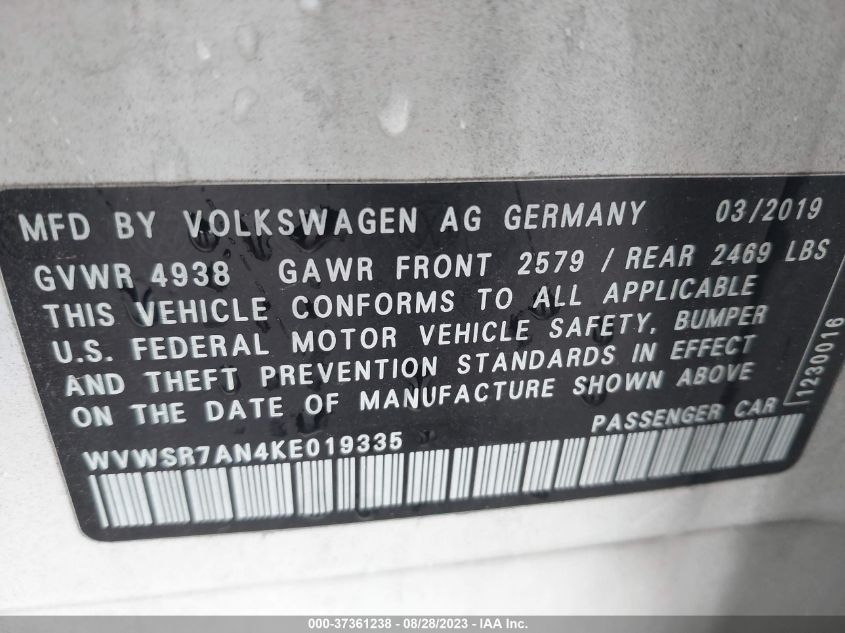 MFD BY VOLKSWAGEN AG GERMANY 03/2019
GVWR 4938 GAWR FRONT 2579 / REAR 2469 LBS
THIS VEHICLE CONFORMS TO ALL APPLICABLE
U.S. FEDERAL MOTOR VEHICLE SAFETY, BUMPER
AND THEFT PREVENTION STANDARDS IN EFFECT
ON THE DATE OF MANUFACTURE SHOWN ABOVE
WVWSR7AN4KE019335 PASSENGER CAR
1230016
000-37361238 - 08/28/2023 - IAA Inc.